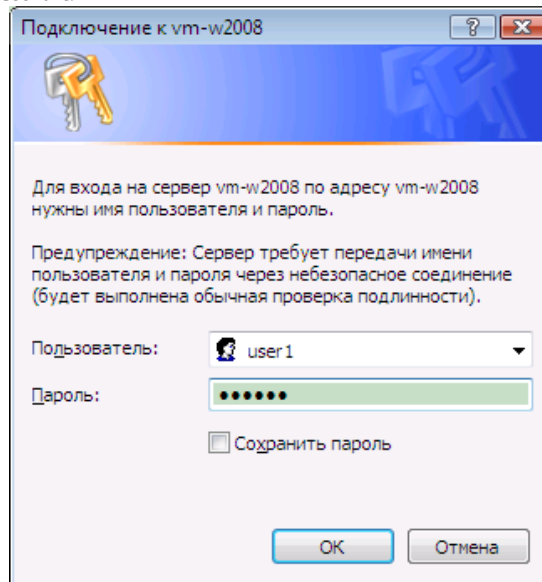 Подключение к vm-w2008
Для входа на сервер vm-w2008 по адресу vm-w2008
нужны имя пользователя и пароль.
Предупреждение: Сервер требует передачи имени
пользователя и пароля через небезопасное соединение
(будет выполнена обычная проверка подлинности).
Пользователь: user1
Пароль: ••••••
Сохранить пароль
ОК Отмена